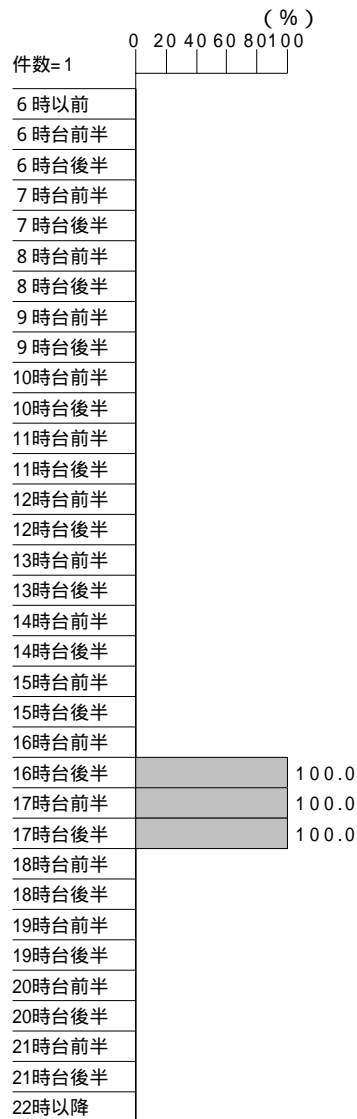 (%)
0 20 40 60 80 100
件数=1
6時以前
6時台前半
6時台後半
7時台前半
7時台後半
8時台前半
8時台後半
9時台前半
9時台後半
10時台前半
10時台後半
11時台前半
11時台後半
12時台前半
12時台後半
13時台前半
13時台後半
14時台前半
14時台後半
15時台前半
15時台後半
16時台前半
16時台後半 100.0
17時台前半 100.0
17時台後半 100.0
18時台前半
18時台後半
19時台前半
19時台後半
20時台前半
20時台後半
21時台前半
21時台後半
22時以降